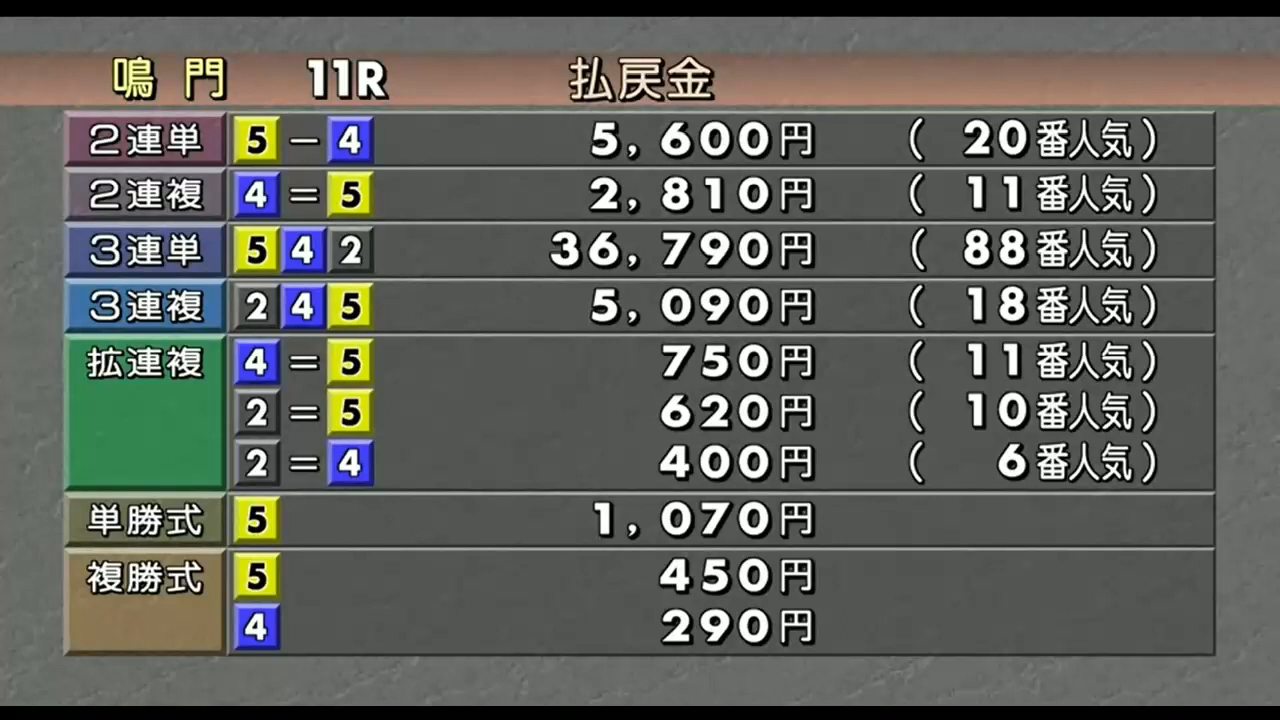 鳴門 11R 払戻金
2連単 5 - 4 5,600円 ( 20番人気 )
2連複 4 = 5 2,810円 ( 11番人気 )
3連単 5 4 2 36,790円 ( 88番人気 )
3連複 2 4 5 5,090円 ( 18番人気 )
拡連複 4 = 5 750円 ( 11番人気 )
2 = 5 620円 ( 10番人気 )
2 = 4 400円 ( 6番人気 )
単勝式 5 1,070円
複勝式 5 450円
4 290円